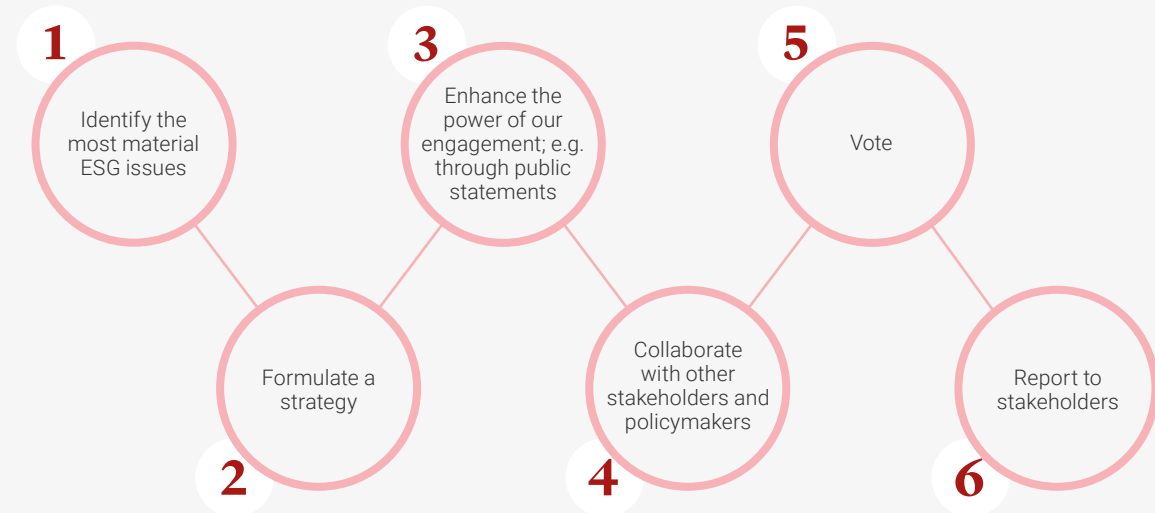 1
Identify the
most material
ESG issues
2
Formulate a
strategy
3
Enhance the
power of our
engagement; e.g.
through public
statements
4
Collaborate
with other
stakeholders and
policymakers
5
Vote
6
Report to
stakeholders